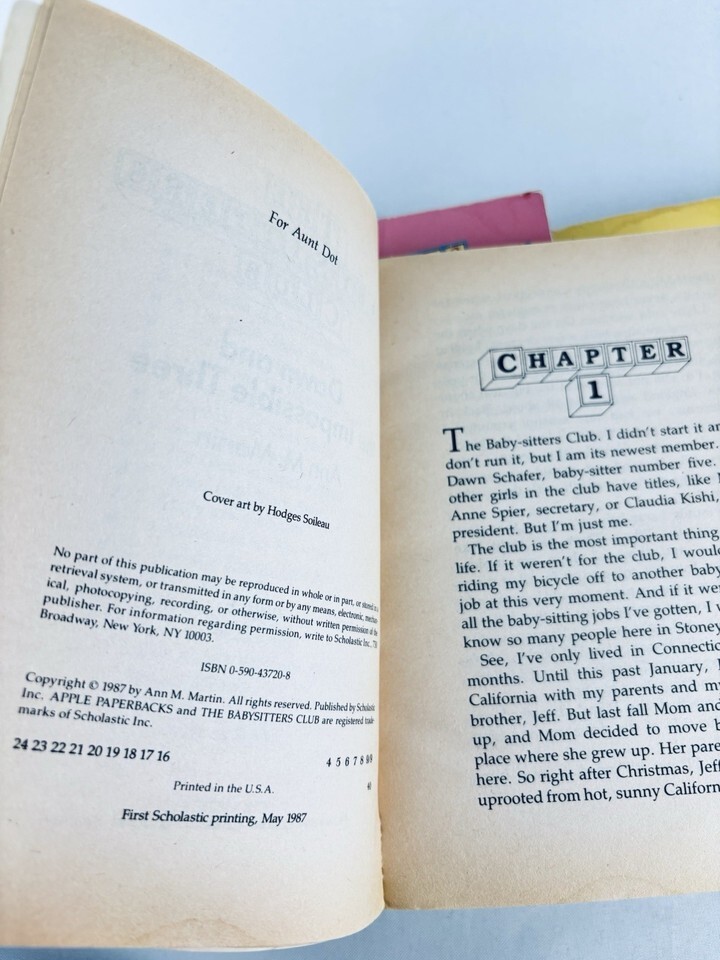 For Aunt Dot
Cover art by Hodges Soileau
No part of this publication may be reproduced in whole or in part, or stored in a
retrieval system, or transmitted in any form or by any means, electronic, mechan-
ical, photocopying, recording, or otherwise, without written permission of the
publisher. For information regarding permission, write to Scholastic Inc., 730
Broadway, New York, NY 10003.
ISBN 0-590-43720-8
Copyright © 1987 by Ann M. Martin. All rights reserved. Published by Scholastic
Inc. APPLE PAPERBACKS and THE BABYSITTERS CLUB are registered trade-
marks of Scholastic Inc.
24 23 22 21 20 19 18 17 16 4 5 6 7 8 9/9
Printed in the U.S.A. 40
First Scholastic printing, May 1987
CHAPTER
1
The Baby-sitters Club. I didn't start it an
don't run it, but I am its newest member.
Dawn Schafer, baby-sitter number five.
other girls in the club have titles, like
Anne Spier, secretary, or Claudia Kishi,
president. But I'm just me.
The club is the most important thing
life. If it weren't for the club, I woul
riding my bicycle off to another baby
job at this very moment. And if it wer
all the baby-sitting jobs I've gotten, I
know so many people here in Stoney
See, I've only lived in Connectic
months. Until this past January,
California with my parents and my
brother, Jeff. But last fall Mom and
up, and Mom decided to move b
place where she grew up. Her pare
here. So right after Christmas, Jeff
uprooted from hot, sunny Californ